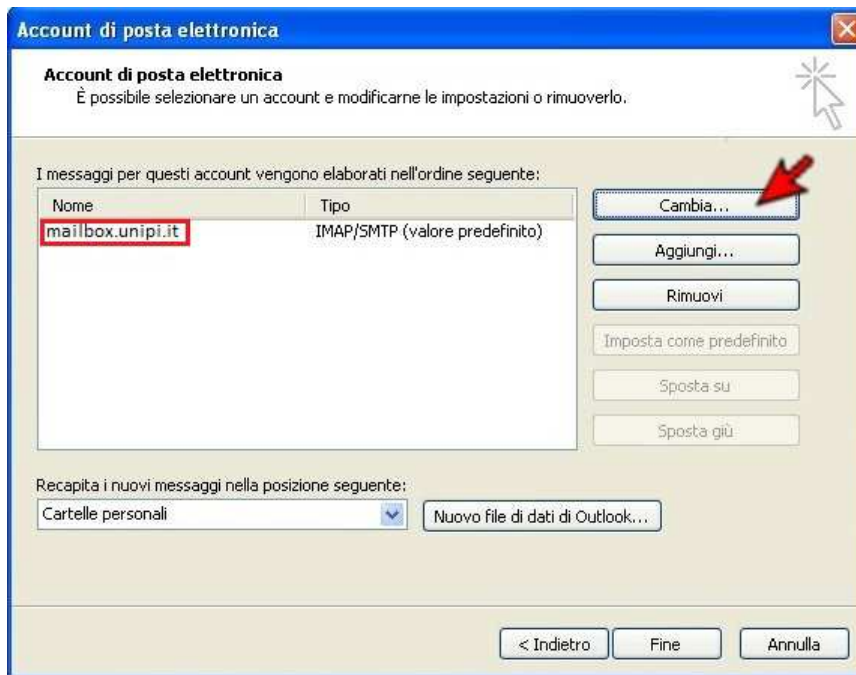 Account di posta elettronica
Account di posta elettronica
È possibile selezionare un account e modificarne le impostazioni o rimuoverlo.
I messaggi per questi account vengono elaborati nell'ordine seguente:
Nome Tipo
mailbox.unipi.it IMAP/SMTP (valore predefinito)
Cambia...
Aggiungi...
Rimuovi
Imposta come predefinito
Sposta su
Sposta giù
Recapita i nuovi messaggi nella posizione seguente:
Cartelle personali Nuovo file di dati di Outlook...
< Indietro Fine Annulla